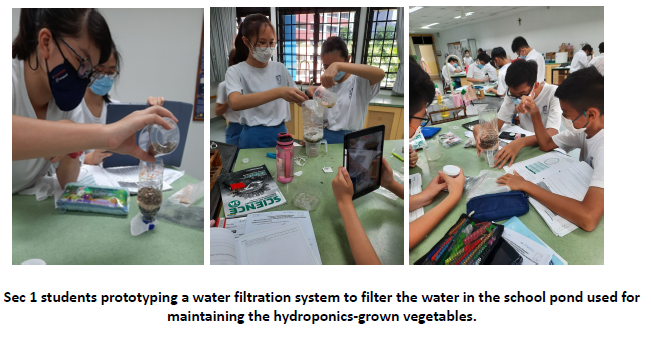 SCIENCE
Sec 1 students prototyping a water filtration system to filter the water in the school pond used for
maintaining the hydroponics-grown vegetables.